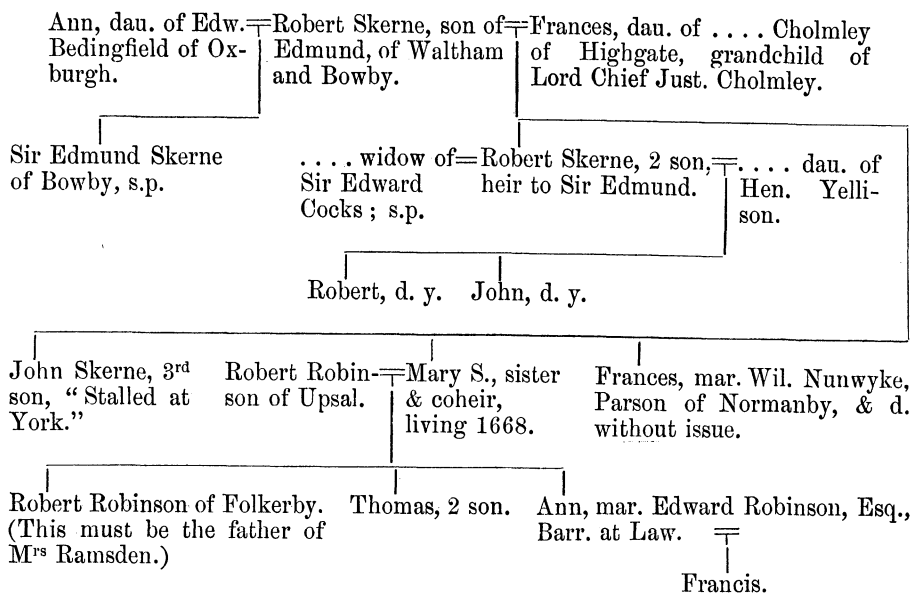 Ann, dau. of Edw.
Bedingfield of Ox-
burgh.
Robert Skerne, son of
Edmund, of Waltham
and Bowby.
Frances, dau. of .... Cholmley
of Highgate, grandchild of
Lord Chief Just. Cholmley.
Sir Edmund Skerne
of Bowby, s.p.
.... widow of
Sir Edward
Cocks ; s.p.
Robert Skerne, 2 son,
heir to Sir Edmund.
.... dau. of
Hen. Yelli-
son.
Robert, d. y.
John, d. y.
John Skerne, 3rd
son, “Stalled at
York.”
Robert Robin-
son of Upsal.
Mary S., sister
& coheir,
living 1668.
Frances, mar. Wil. Nunwyke,
Parson of Normanby, & d.
without issue.
Robert Robinson of Folkerby.
(This must be the father of
Mrs Ramsden.)
Thomas, 2 son.
Ann, mar. Edward Robinson, Esq.,
Barr. at Law.
Francis.